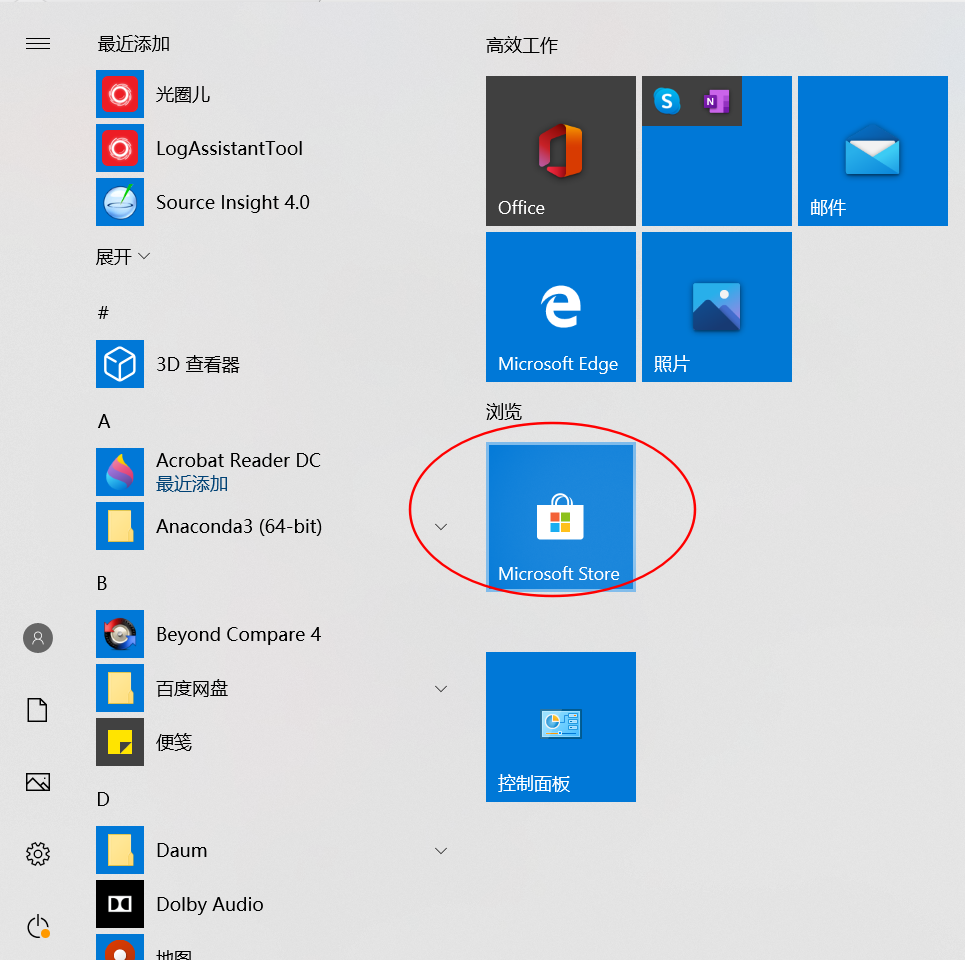 最近添加
光圈儿
LogAssistantTool
Source Insight 4.0
展开
#
3D 查看器
A
Acrobat Reader DC
最近添加
Anaconda3 (64-bit)
B
Beyond Compare 4
百度网盘
便笺
D
Daum
Dolby Audio
地图
高效工作
Office
S
N
邮件
Microsoft Edge
照片
浏览
Microsoft Store
控制面板